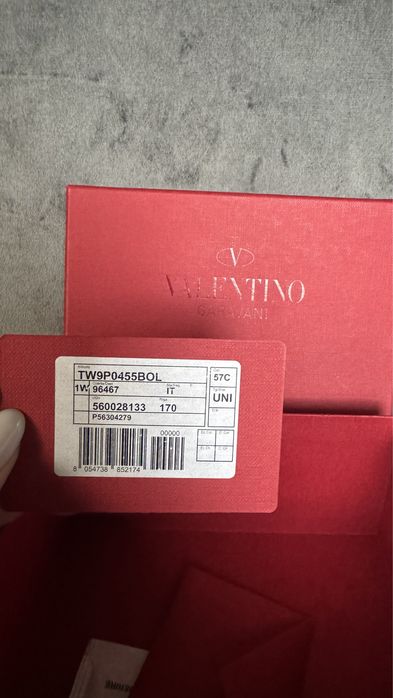 VALENTINO
GARAVANI
TW9P0455BOL
57C
1W 96467 IT
UNI
560028133 170
P56304279
00000
8 054738 852174